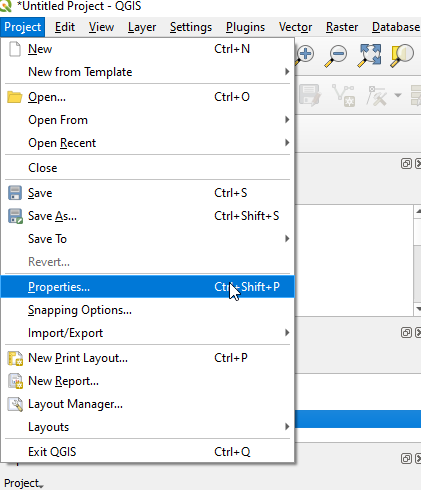 *Untitled Project - QGIS
Project Edit View Layer Settings Plugins Vector Raster Database
New Ctrl+N
New from Template
Open... Ctrl+O
Open From
Open Recent
Close
Save Ctrl+S
Save As... Ctrl+Shift+S
Save To
Revert...
Properties... Ctrl+Shift+P
Snapping Options...
Import/Export
New Print Layout... Ctrl+P
New Report...
Layout Manager...
Layouts
Exit QGIS Ctrl+Q
Project